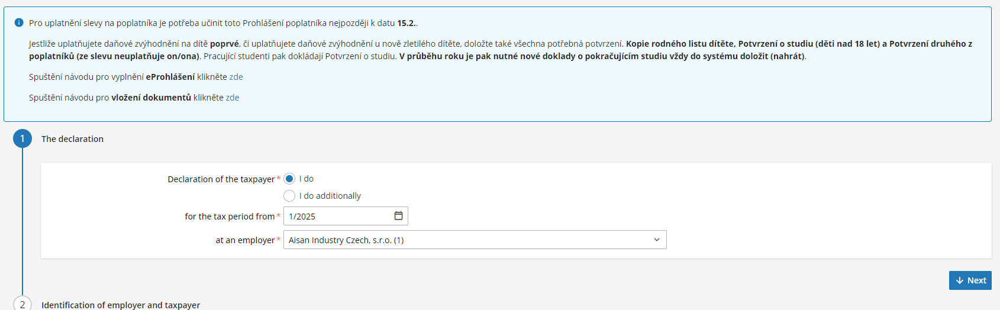 Pro uplatnění slevy na poplatníka je potřeba učinit toto Prohlášení poplatníka nejpozději k datu 15.2..
Jestliže uplatňujete daňové zvýhodnění na dítě poprvé, či uplatňujete daňové zvýhodnění u nově zletilého dítěte, doložte také všechna potřebná potvrzení. Kopie rodného listu dítěte, Potvrzení o studiu (děti nad 18 let) a Potvrzení druhého z
poplatníků (ze slevu neuplatňuje on/ona). Pracující studenti pak dokládají Potvrzení o studiu. V průběhu roku je pak nutné nové doklady o pokračujícím studiu vždy do systému doložit (nahrát).
Spuštění návodu pro vyplnění eProhlášení klikněte zde
Spuštění návodu pro vložení dokumentů klikněte zde
1 The declaration
Declaration of the taxpayer * I do
I do additionally
for the tax period from * 1/2025
at an employer * Aisan Industry Czech, s.r.o. (1)
Next
2 Identification of employer and taxpayer